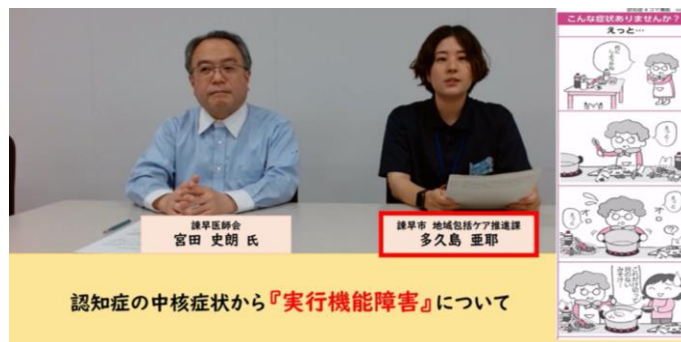 こんな症状ありませんか?
えっと…
諫早医師会
宮田 史朗 氏
諫早市 地域包括ケア推進課
多久島 亜耶
認知症の中核症状から『実行機能障害』について